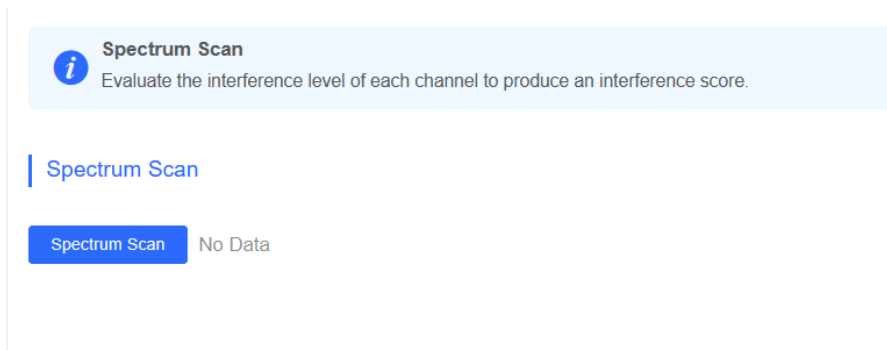 Spectrum Scan
Evaluate the interference level of each channel to produce an interference score.
Spectrum Scan
Spectrum Scan No Data